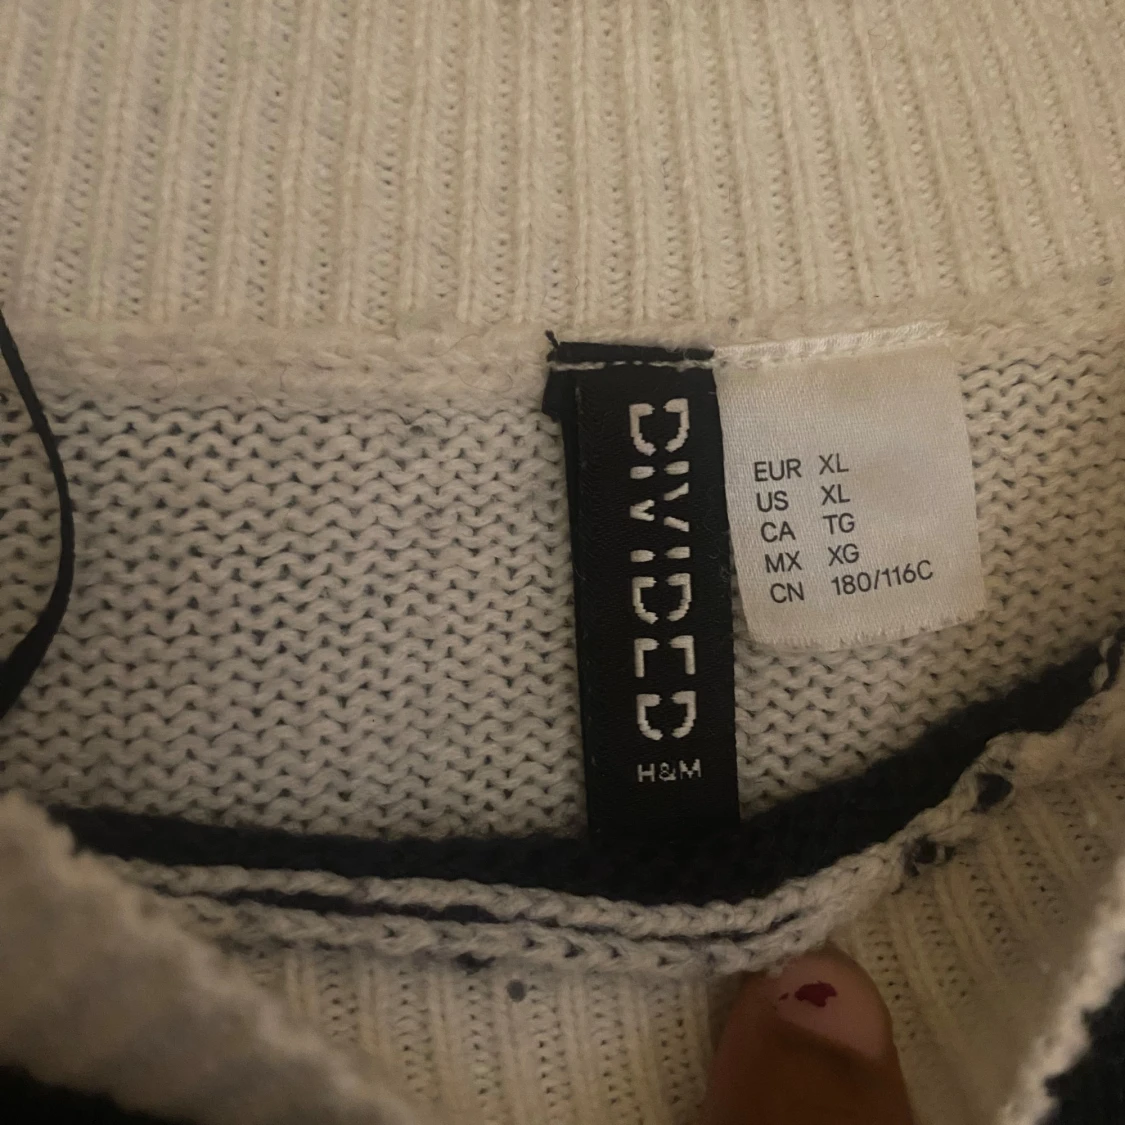 DIVIDED
H&M
EUR XL
US XL
CA TG
MX XG
CN 180/116C